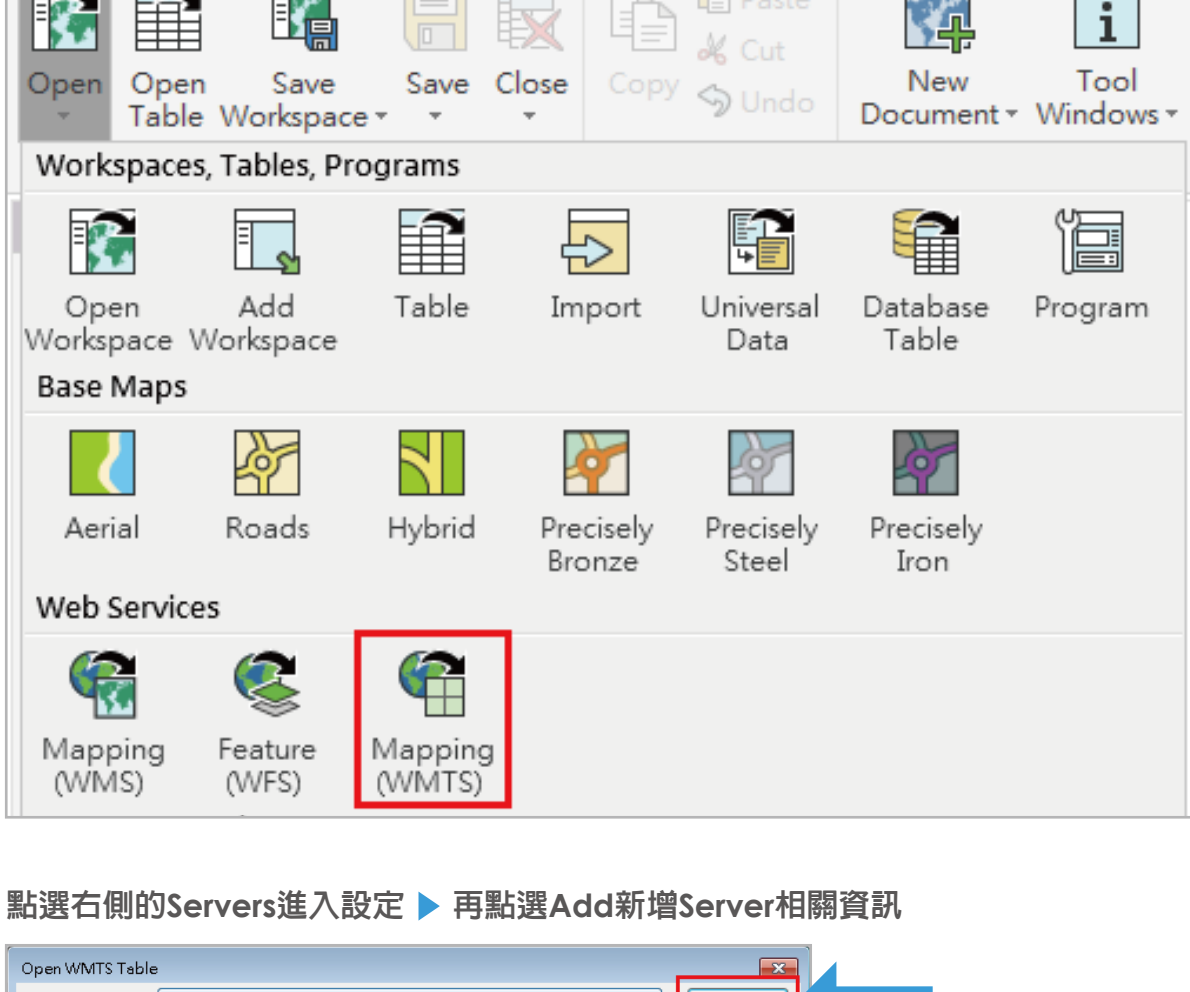 Paste
Cut
Open Open Table Save Workspace Save Close Copy Undo New Document Tool Windows
Workspaces, Tables, Programs
Open Workspace Add Workspace Table Import Universal Data Database Table Program
Base Maps
Aerial Roads Hybrid Precisely Bronze Precisely Steel Precisely Iron
Web Services
Mapping (WMS) Feature (WFS) Mapping (WMTS)
點選右側的Servers進入設定 ▶ 再點選Add新增Server相關資訊
Open WMTS Table